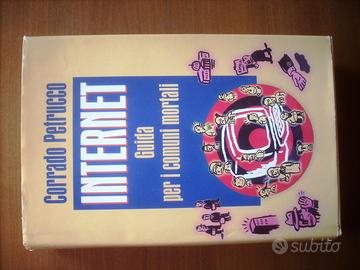 Corrado Petrucco
INTERNET
Guida
per i comuni mortali
subito